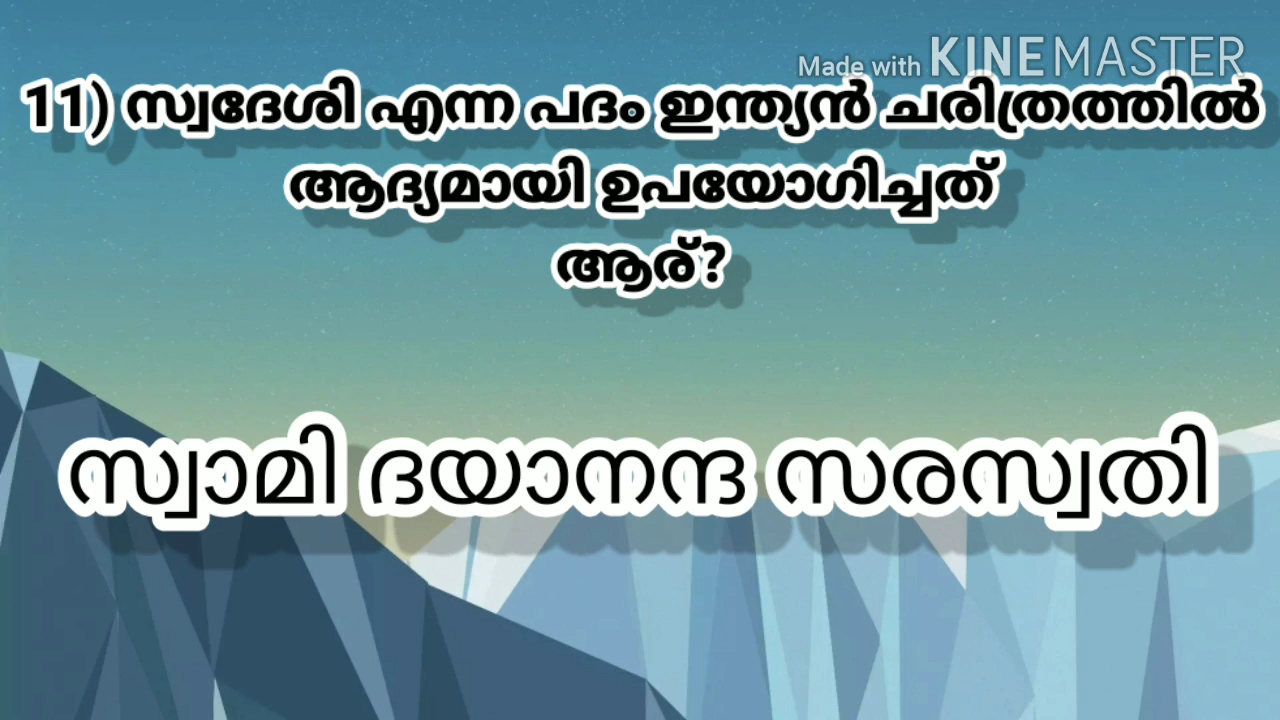 Made with KINEMASTER
11) സ്വദേശി എന്ന പദം ഇന്ത്യൻ ചരിത്രത്തിൽ
ആദ്യമായി ഉപയോഗിച്ചത്
ആര്?
സ്വാമി ദയാനന്ദ സരസ്വതി